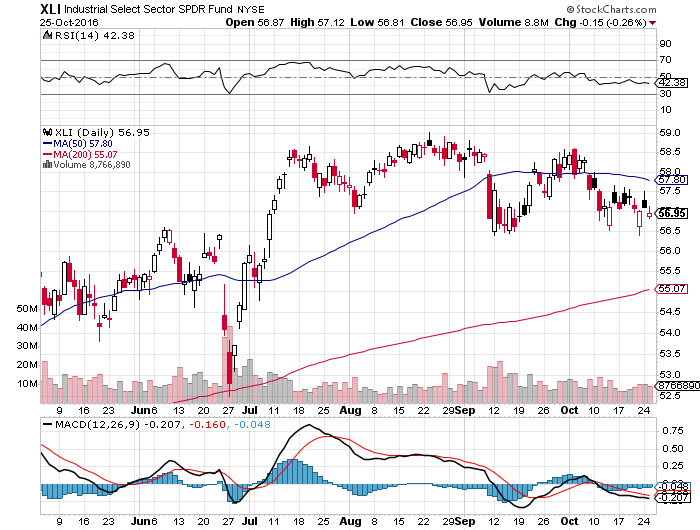 XLI Industrial Select Sector SPDR Fund NYSE
© StockCharts.com
25-Oct-2016
Open 56.87 High 57.12 Low 56.81 Close 56.95 Volume 8.8M Chg -0.15 (-0.26%)
RSI(14) 42.38
90
70
50
42.38
30
10
XLI (Daily) 56.95
MA(50) 57.80
MA(200) 55.07
Volume 8,766,890
59.0
58.5
58.0
57.80
57.5
56.95
56.5
56.0
55.5
55.07
54.5
54.0
53.5
53.0
52.5
50M
40M
30M
20M
10M
8766890
9 16 23 Jun 6 13 20 27 Jul 11 18 25 Aug 8 15 22 29 Sep 12 19 26 Oct 10 17 24
MACD(12,26,9) -0.207, -0.160, -0.048
0.75
0.50
0.25
-0.048
-0.207
9 16 23 Jun 6 13 20 27 Jul 11 18 25 Aug 8 15 22 29 Sep 12 19 26 Oct 10 17 24